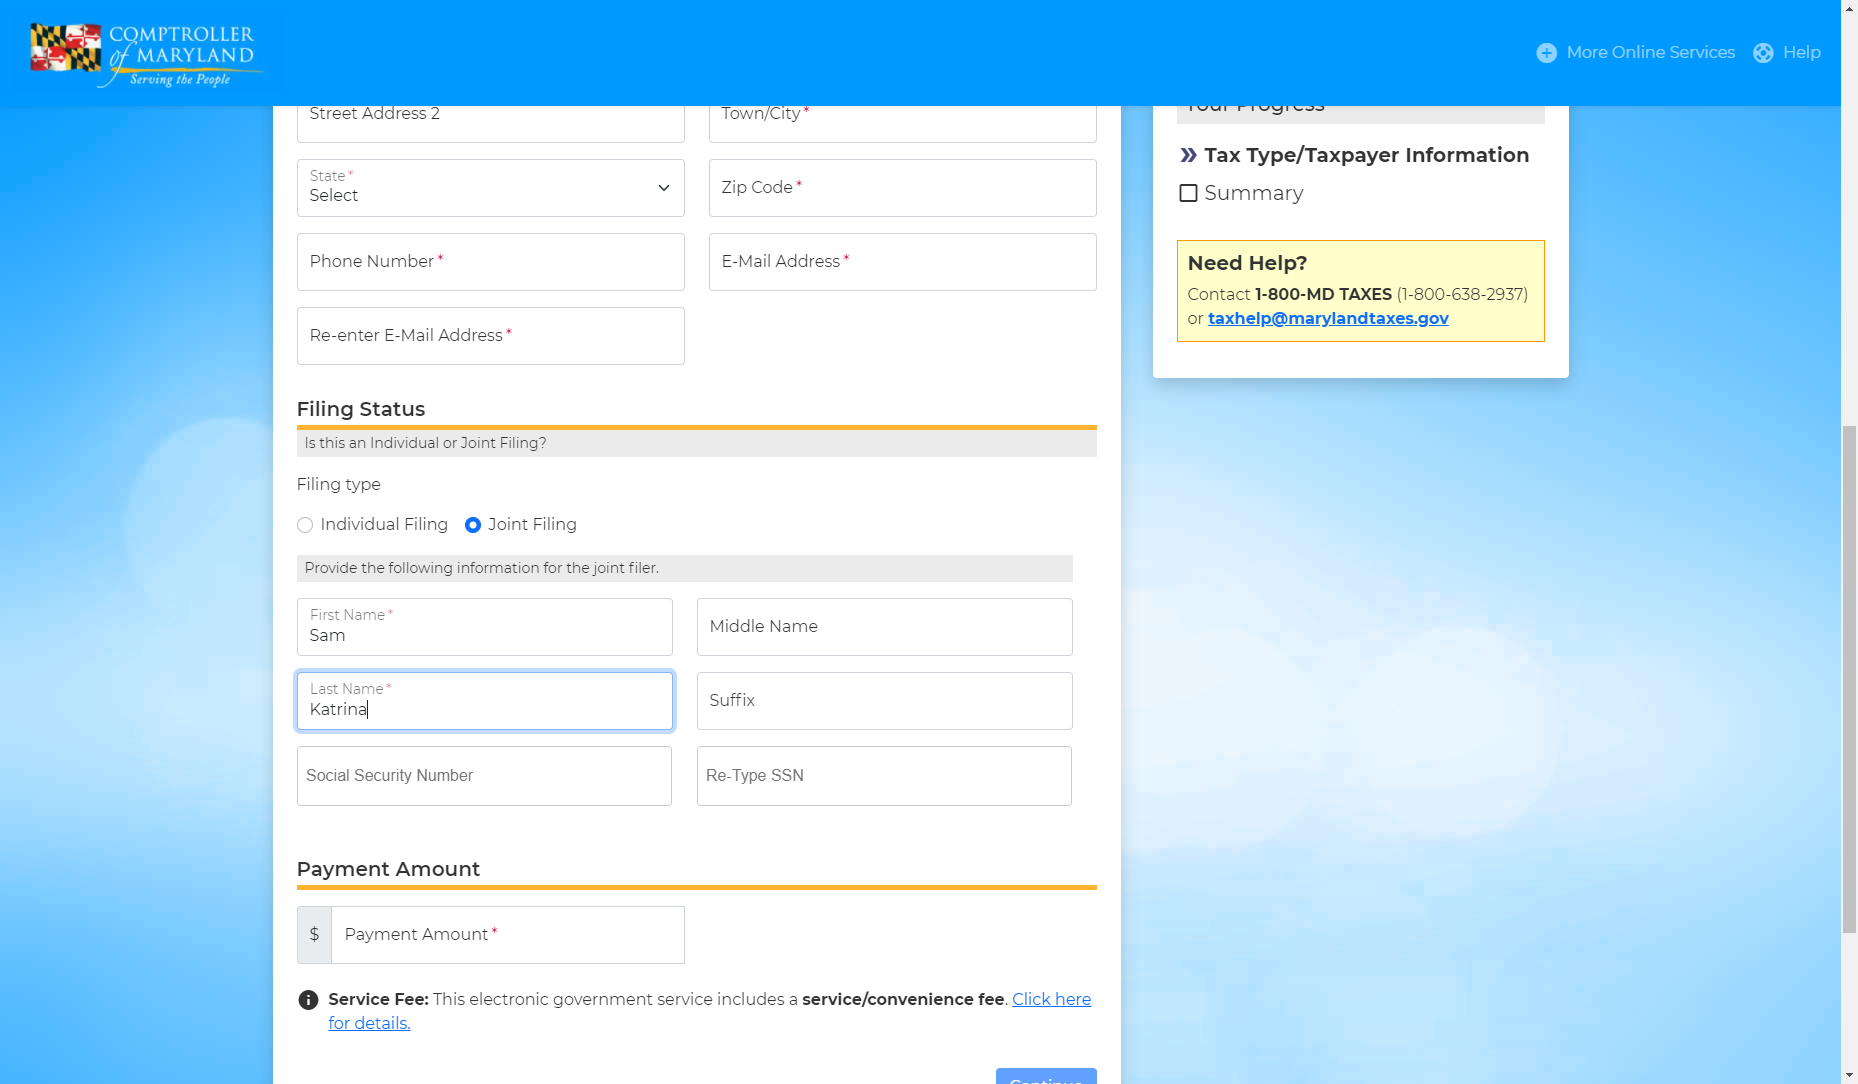 COMPTROLLER
of MARYLAND
Serving the People
More Online Services
Help
Street Address 2
Town/City*
Your Progress
Tax Type/Taxpayer Information
Summary
State*
Select
Zip Code*
Phone Number*
E-Mail Address*
Need Help?
Contact 1-800-MD TAXES (1-800-638-2937)
or taxhelp@marylandtaxes.gov
Re-enter E-Mail Address*
Filing Status
Is this an Individual or Joint Filing?
Filing type
Individual Filing
Joint Filing
Provide the following information for the joint filer.
First Name*
Sam
Middle Name
Last Name*
Katrina
Suffix
Social Security Number
Re-Type SSN
Payment Amount
$
Payment Amount*
Service Fee: This electronic government service includes a service/convenience fee. Click here
for details.
Continue